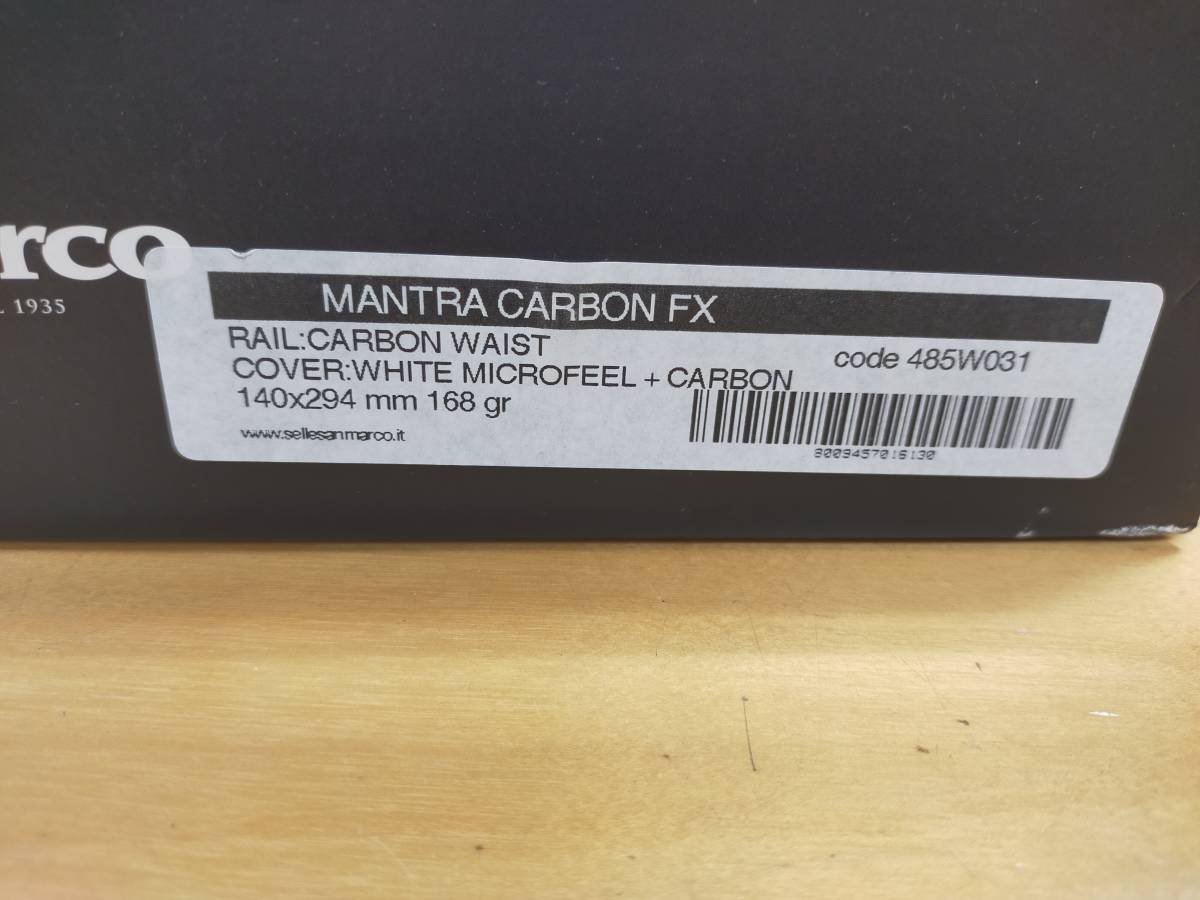 rco
1935
MANTRA CARBON FX
RAIL:CARBON WAIST
code 485W031
COVER:WHITE MICROFEEL + CARBON
140x294 mm 168 gr
www.sellesanmarco.it
8009457016130